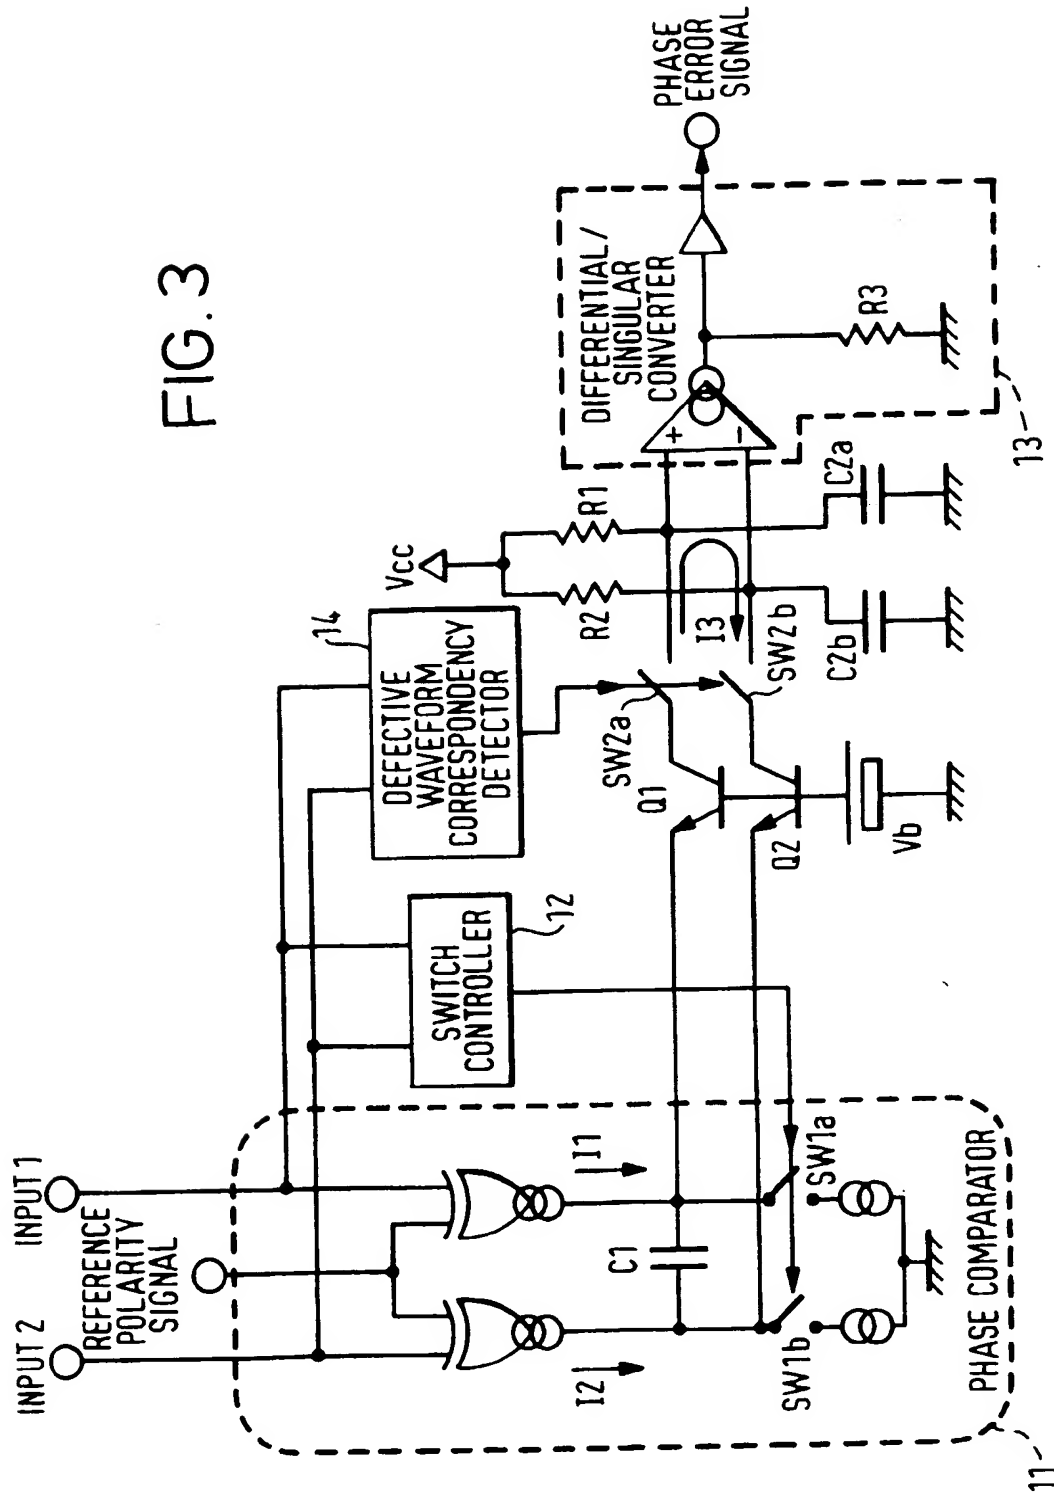 FIG. 3
INPUT 1
REFERENCE
POLARITY
SIGNAL
INPUT 2
I1
I2
C1
SW1a
SW1b
PHASE COMPARATOR
11
SWITCH
CONTROLLER
12
DEFECTIVE
WAVEFORM
CORRESPONDENCY
DETECTOR
14
SW2a
SW2b
Q1
Q2
Vb
Vcc
R1
R2
I3
C2a
C2b
DIFFERENTIAL/
SINGULAR
CONVERTER
+
−
R3
13
PHASE
ERROR
SIGNAL